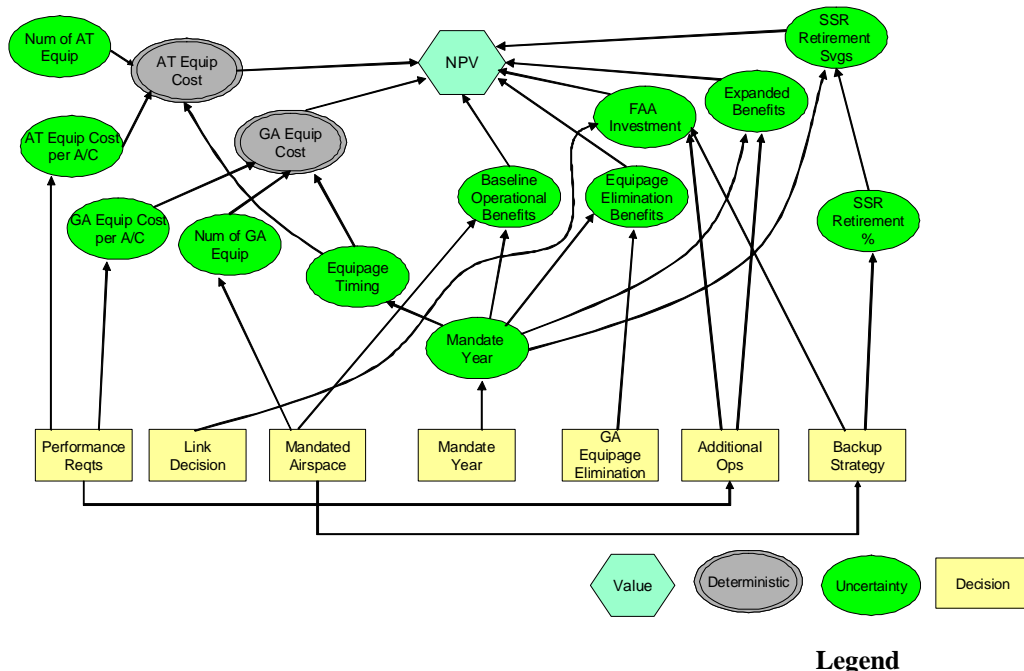 Num of AT
Equip
AT Equip
Cost
NPV
SSR
Retirement
Svgs
FAA
Investment
Expanded
Benefits
AT Equip Cost
per A/C
GA Equip
Cost
Baseline
Operational
Benefits
Equipage
Elimination
Benefits
GA Equip Cost
per A/C
Num of GA
Equip
SSR
Retirement
%
Equipage
Timing
Mandate
Year
Performance
Reqts
Link
Decision
Mandated
Airspace
Mandate
Year
GA
Equipage
Elimination
Additional
Ops
Backup
Strategy
Value
Deterministic
Uncertainty
Decision
Legend